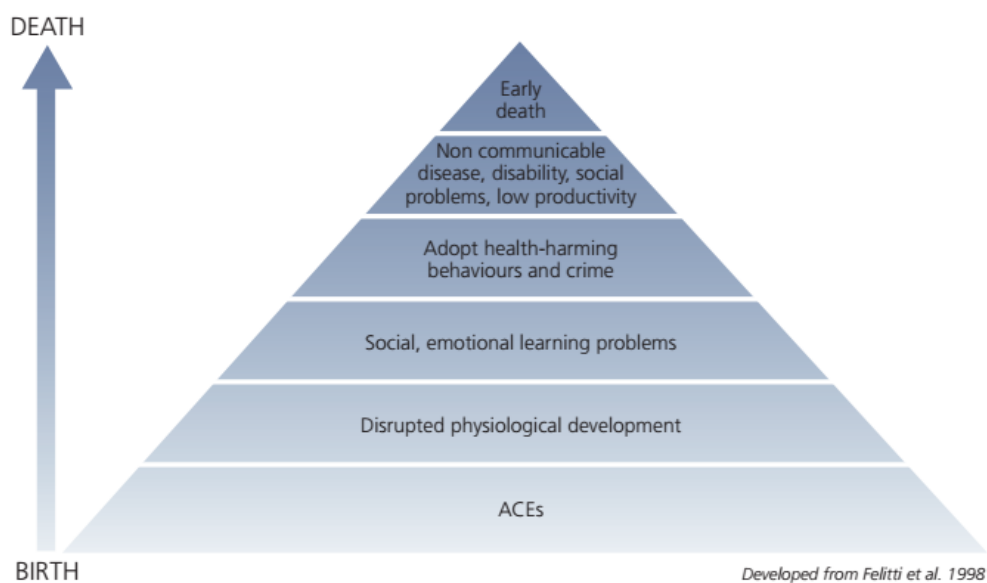 DEATH
Early
death
Non communicable
disease, disability, social
problems, low productivity
Adopt health-harming
behaviours and crime
Social, emotional learning problems
Disrupted physiological development
ACEs
BIRTH
Developed from Felitti et al. 1998